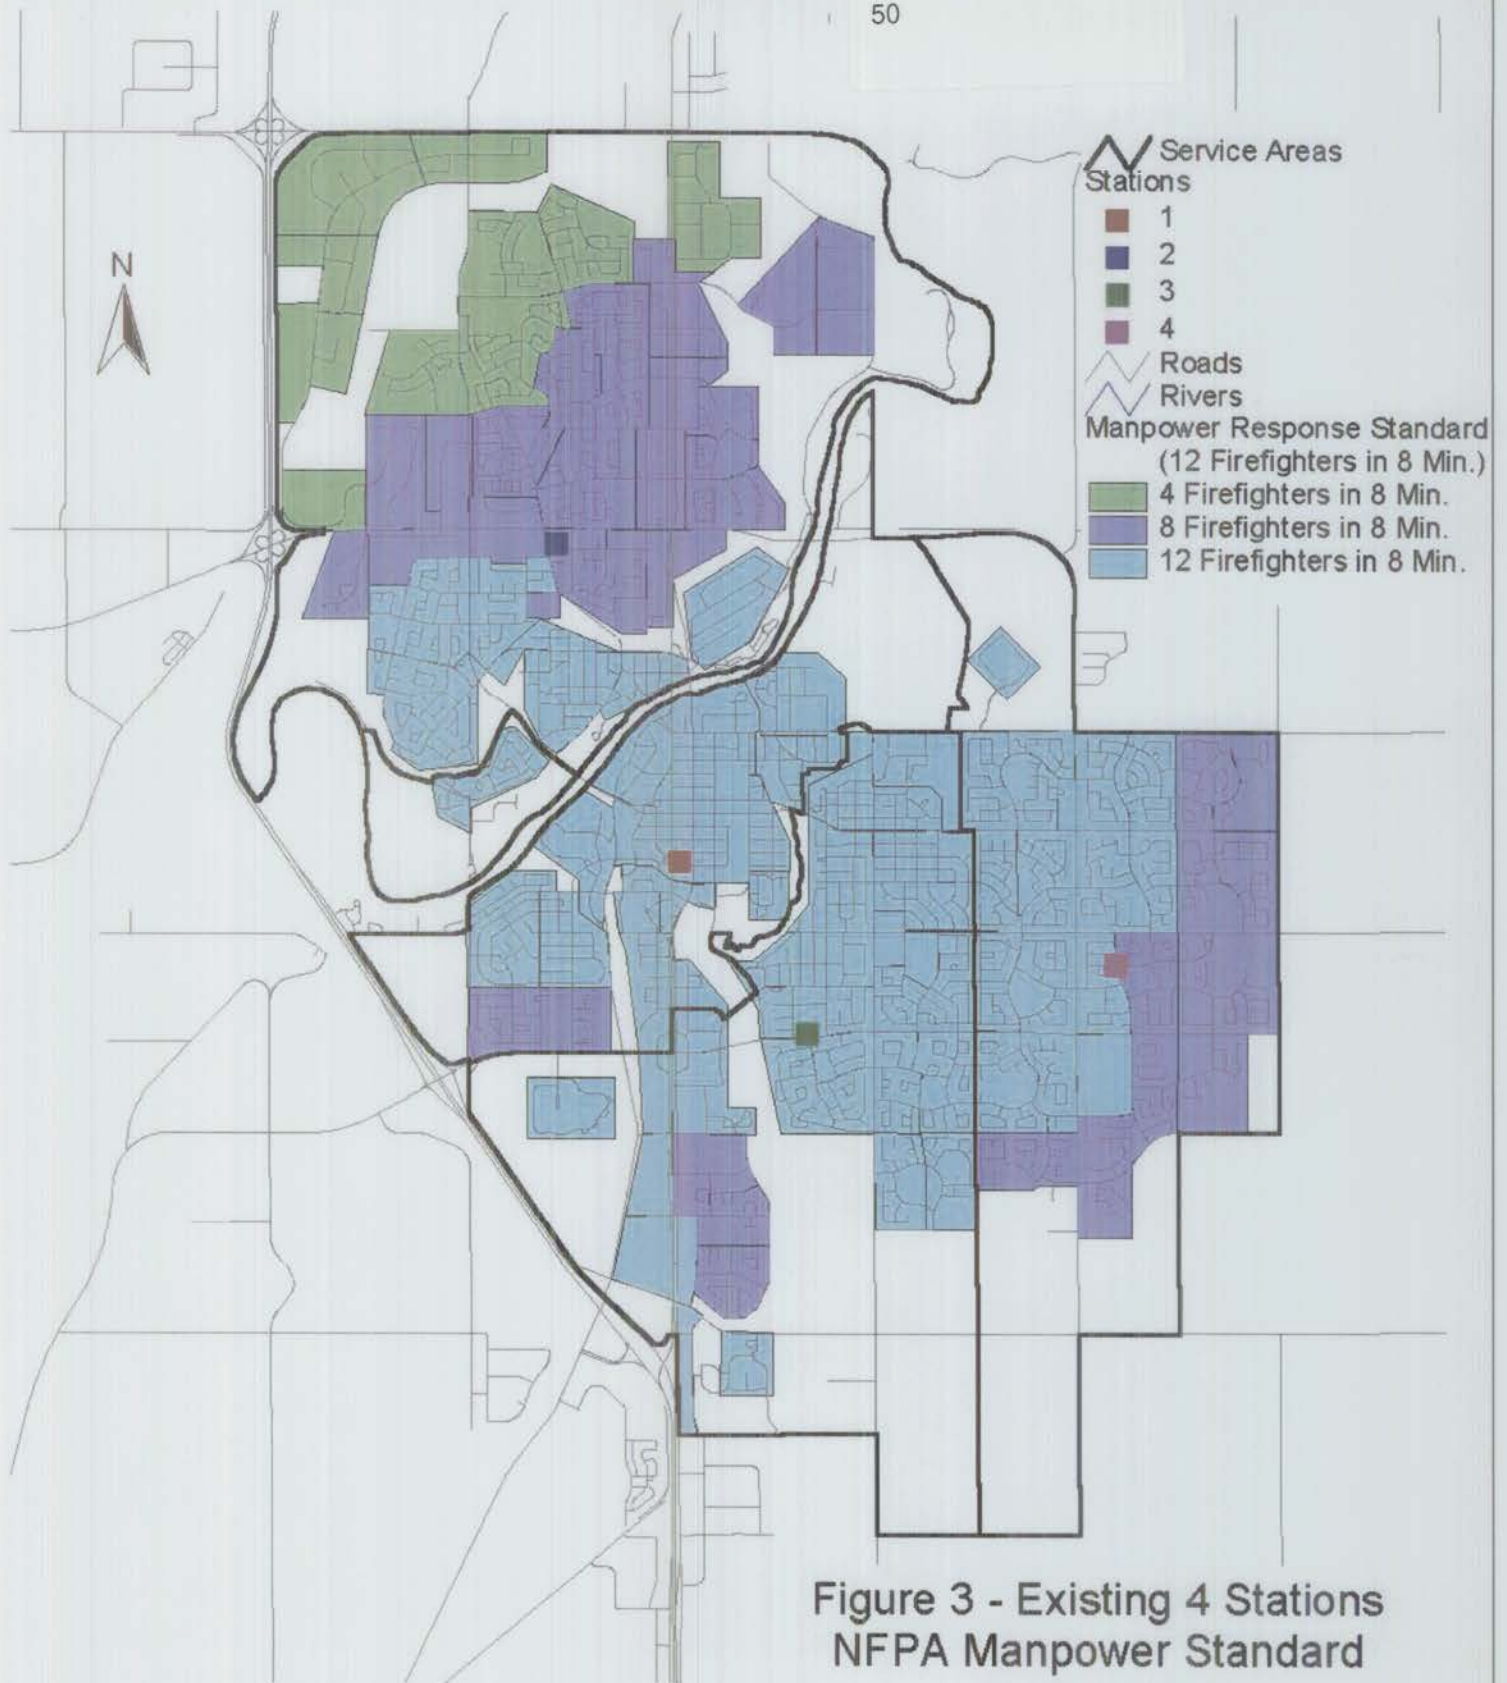 50
Service Areas
Stations
1
2
3
4
Roads
Rivers
Manpower Response Standard
(12 Firefighters in 8 Min.)
4 Firefighters in 8 Min.
8 Firefighters in 8 Min.
12 Firefighters in 8 Min.
N
Figure 3 - Existing 4 Stations
NFPA Manpower Standard